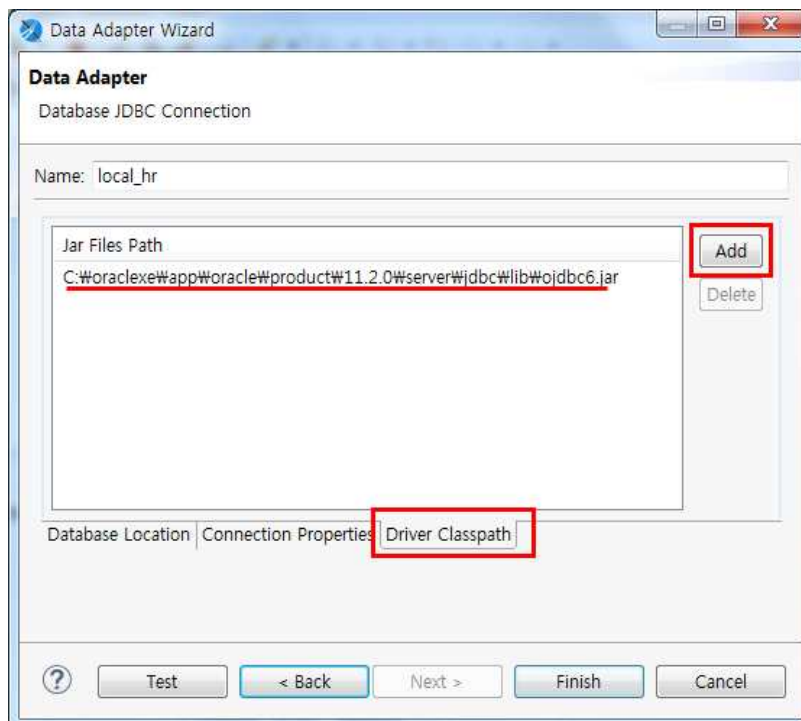 Data Adapter Wizard
Data Adapter
Database JDBC Connection
Name: local_hr
Jar Files Path
Add
C:₩oraclexe₩app₩oracle₩product₩11.2.0₩server₩jdbc₩lib₩ojdbc6.jar
Delete
Database Location Connection Properties Driver Classpath
? Test < Back Next > Finish Cancel